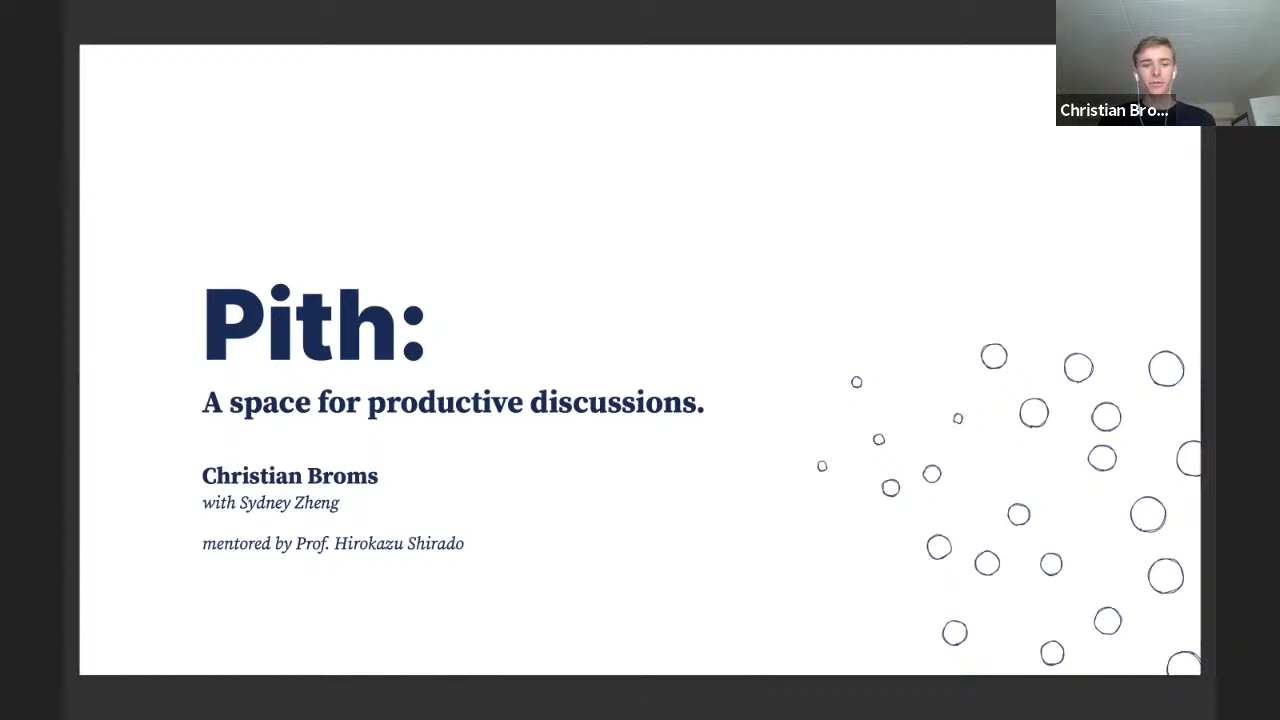 Christian Bro...
Pith:
A space for productive discussions.
Christian Broms
with Sydney Zheng
mentored by Prof. Hirokazu Shirado